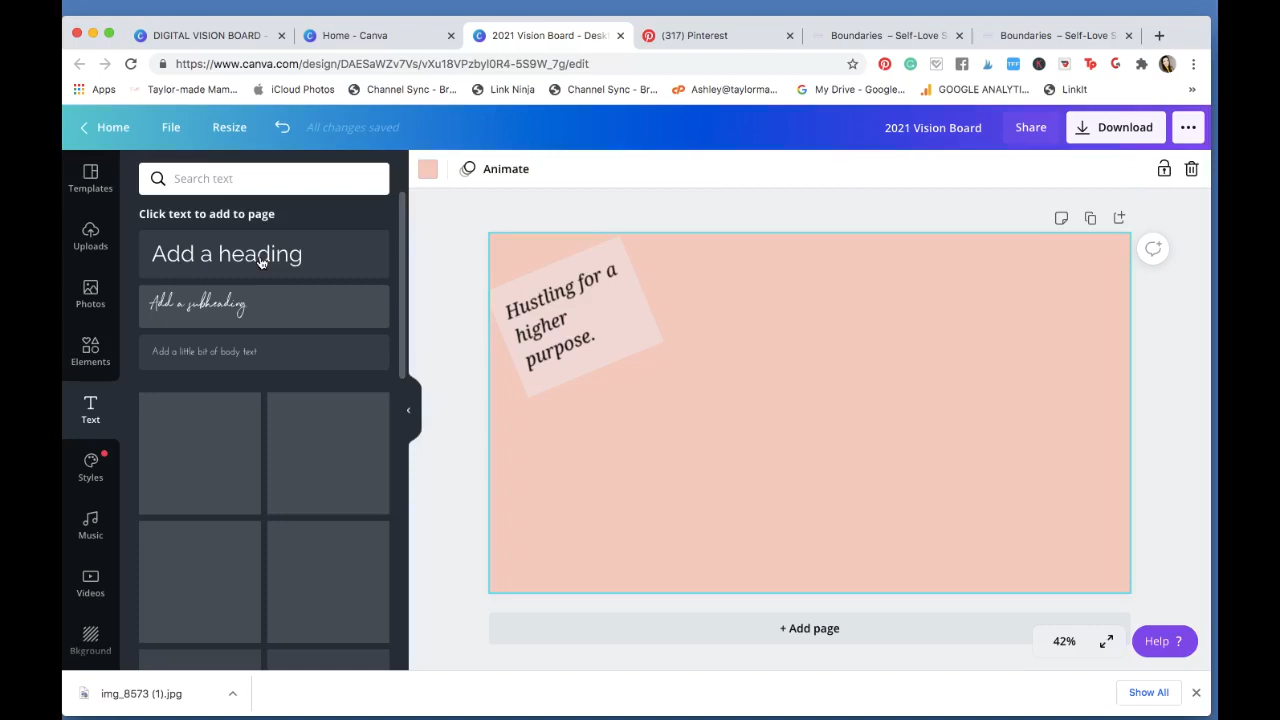 DIGITAL VISION BOARD -
Home - Canva
2021 Vision Board - Desk
(317) Pinterest
Boundaries – Self-Love S
Boundaries – Self-Love S
https://www.canva.com/design/DAESaWZv7Vs/vXu18VPzbyI0R4-5S9W_7g/edit
Apps
Taylor-made Mam...
iCloud Photos
Channel Sync - Br...
Link Ninja
Channel Sync - Bro...
Ashley@taylorma...
My Drive - Google...
GOOGLE ANALYTI...
LinkIt
»
Home
File
Resize
All changes saved
2021 Vision Board
Share
Download
Templates
Uploads
Photos
Elements
Text
Styles
Music
Videos
Bkground
Search text
Click text to add to page
Add a heading
Add a subheading
Add a little bit of body text
Animate
Hustling for a
higher
purpose.
+ Add page
42%
Help ?
img_8573 (1).jpg
Show All